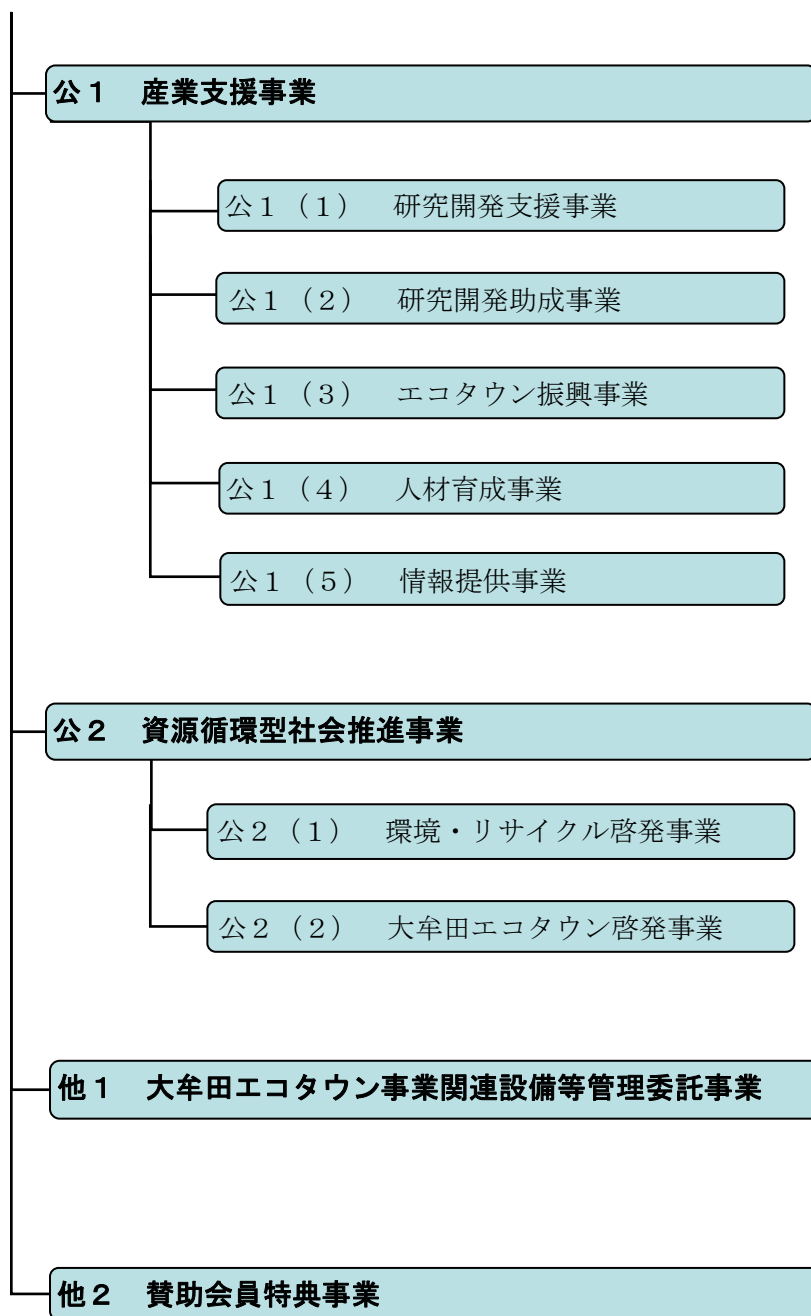 公１　産業支援事業
公１（１）　研究開発支援事業
公１（２）　研究開発助成事業
公１（３）　エコタウン振興事業
公１（４）　人材育成事業
公１（５）　情報提供事業
公２　資源循環型社会推進事業
公２（１）　環境・リサイクル啓発事業
公２（２）　大牟田エコタウン啓発事業
他１　大牟田エコタウン事業関連設備等管理委託事業
他２　賛助会員特典事業